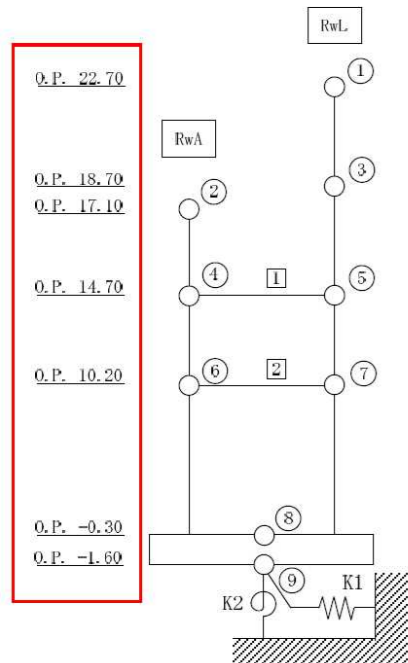 RwL
①
O.P. 22.70
RwA
③
O.P. 18.70
②
O.P. 17.10
④
1
⑤
O.P. 14.70
⑥
2
⑦
O.P. 10.20
⑧
O.P. -0.30
O.P. -1.60
⑨
K1
K2